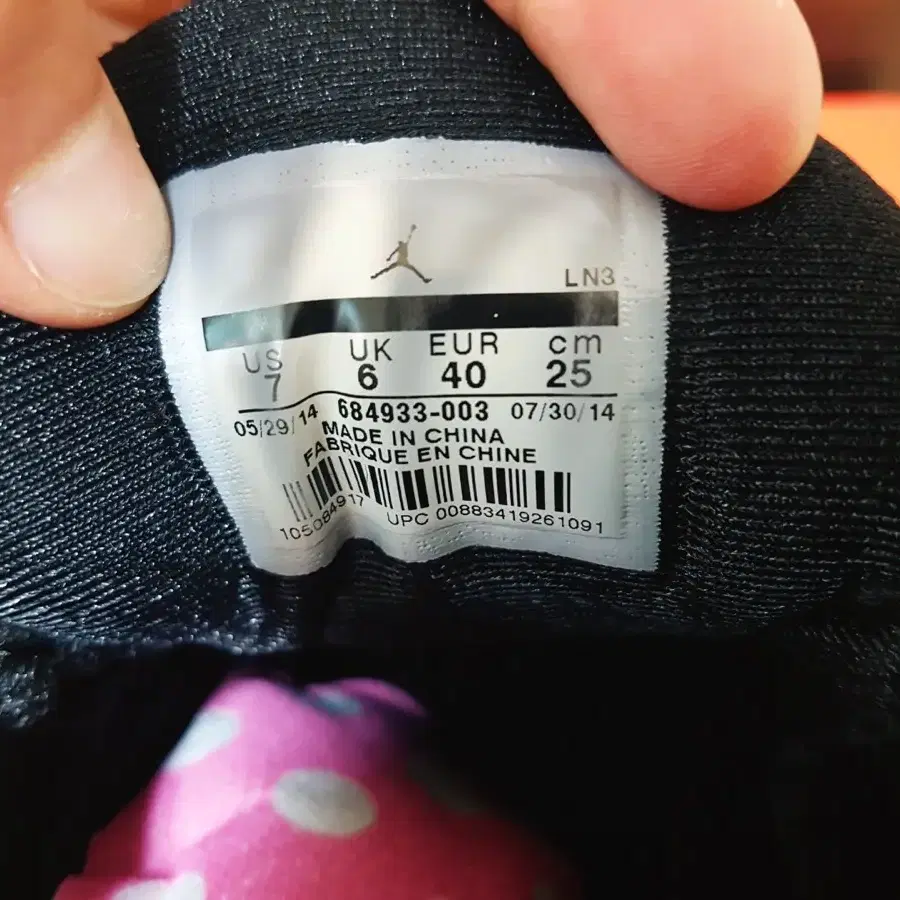 LN3
US UK EUR cm
7 6 40 25
05/29/14 684933-003 07/30/14
MADE IN CHINA
FABRIQUE EN CHINE
105084917 UPC 00883419261091